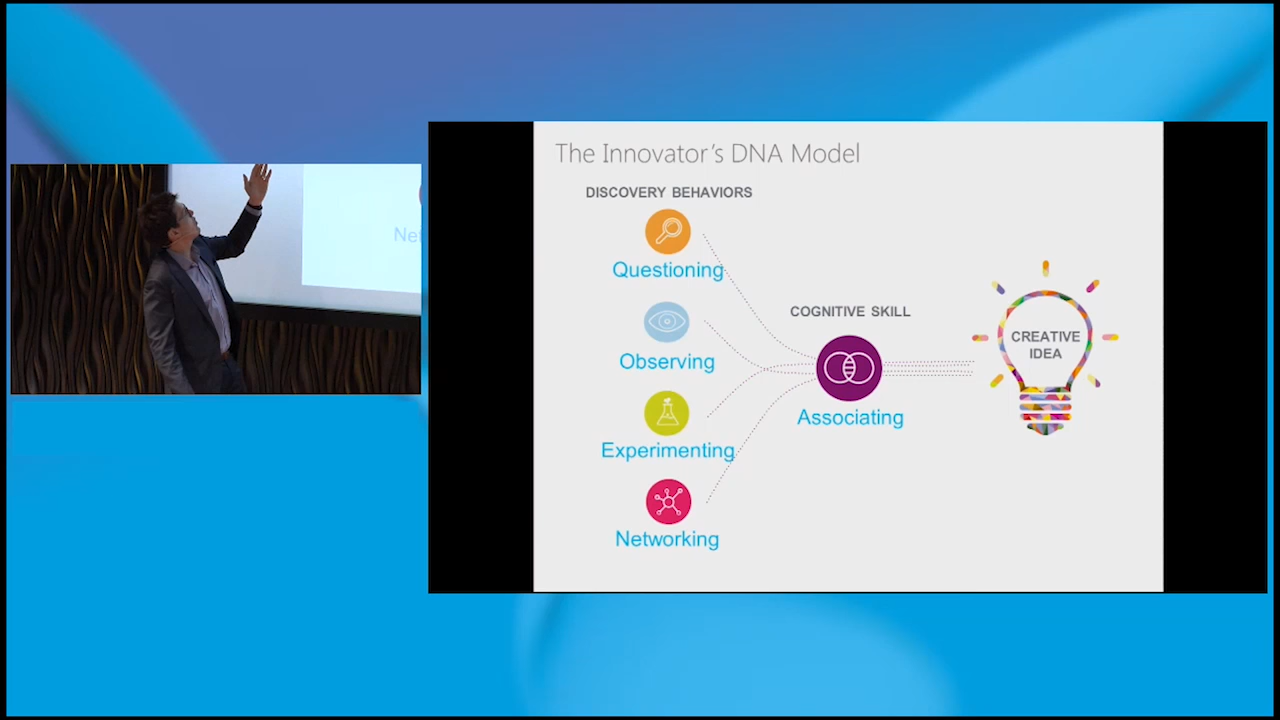 The Innovator's DNA Model
DISCOVERY BEHAVIORS
Questioning
Observing
Experimenting
Networking
COGNITIVE SKILL
Associating
CREATIVE
IDEA